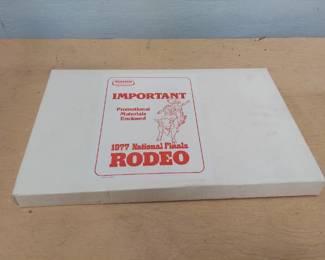 IMPORTANT
Promotional
Materials
Enclosed
1977 National Finals
RODEO